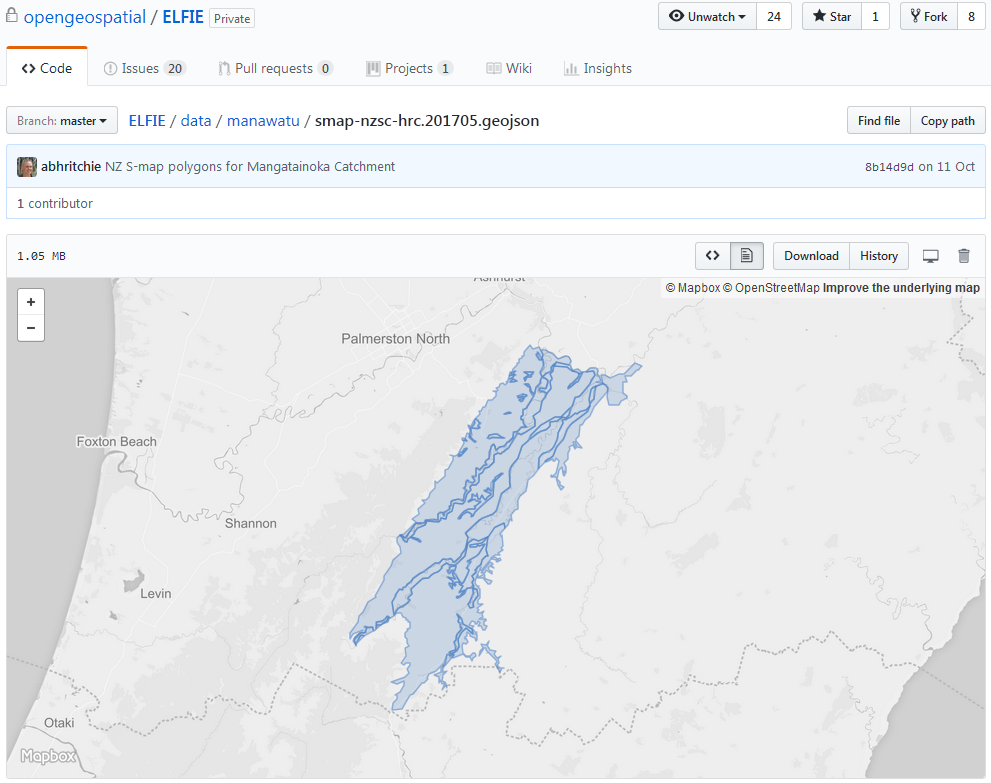 opengeospatial / ELFIE Private
Unwatch 24 Star 1 Fork 8
Code Issues 20 Pull requests 0 Projects 1 Wiki Insights
Branch: master ELFIE / data / manawatu / smap-nzsc-hrc.201705.geojson Find file Copy path
abhritchie NZ S-map polygons for Mangatainoka Catchment 8b14d9d on 11 Oct
1 contributor
1.05 MB Download History
Ashhurst
© Mapbox © OpenStreetMap Improve the underlying map
+
−
Palmerston North
Foxton Beach
Shannon
Levin
Otaki
Mapbox